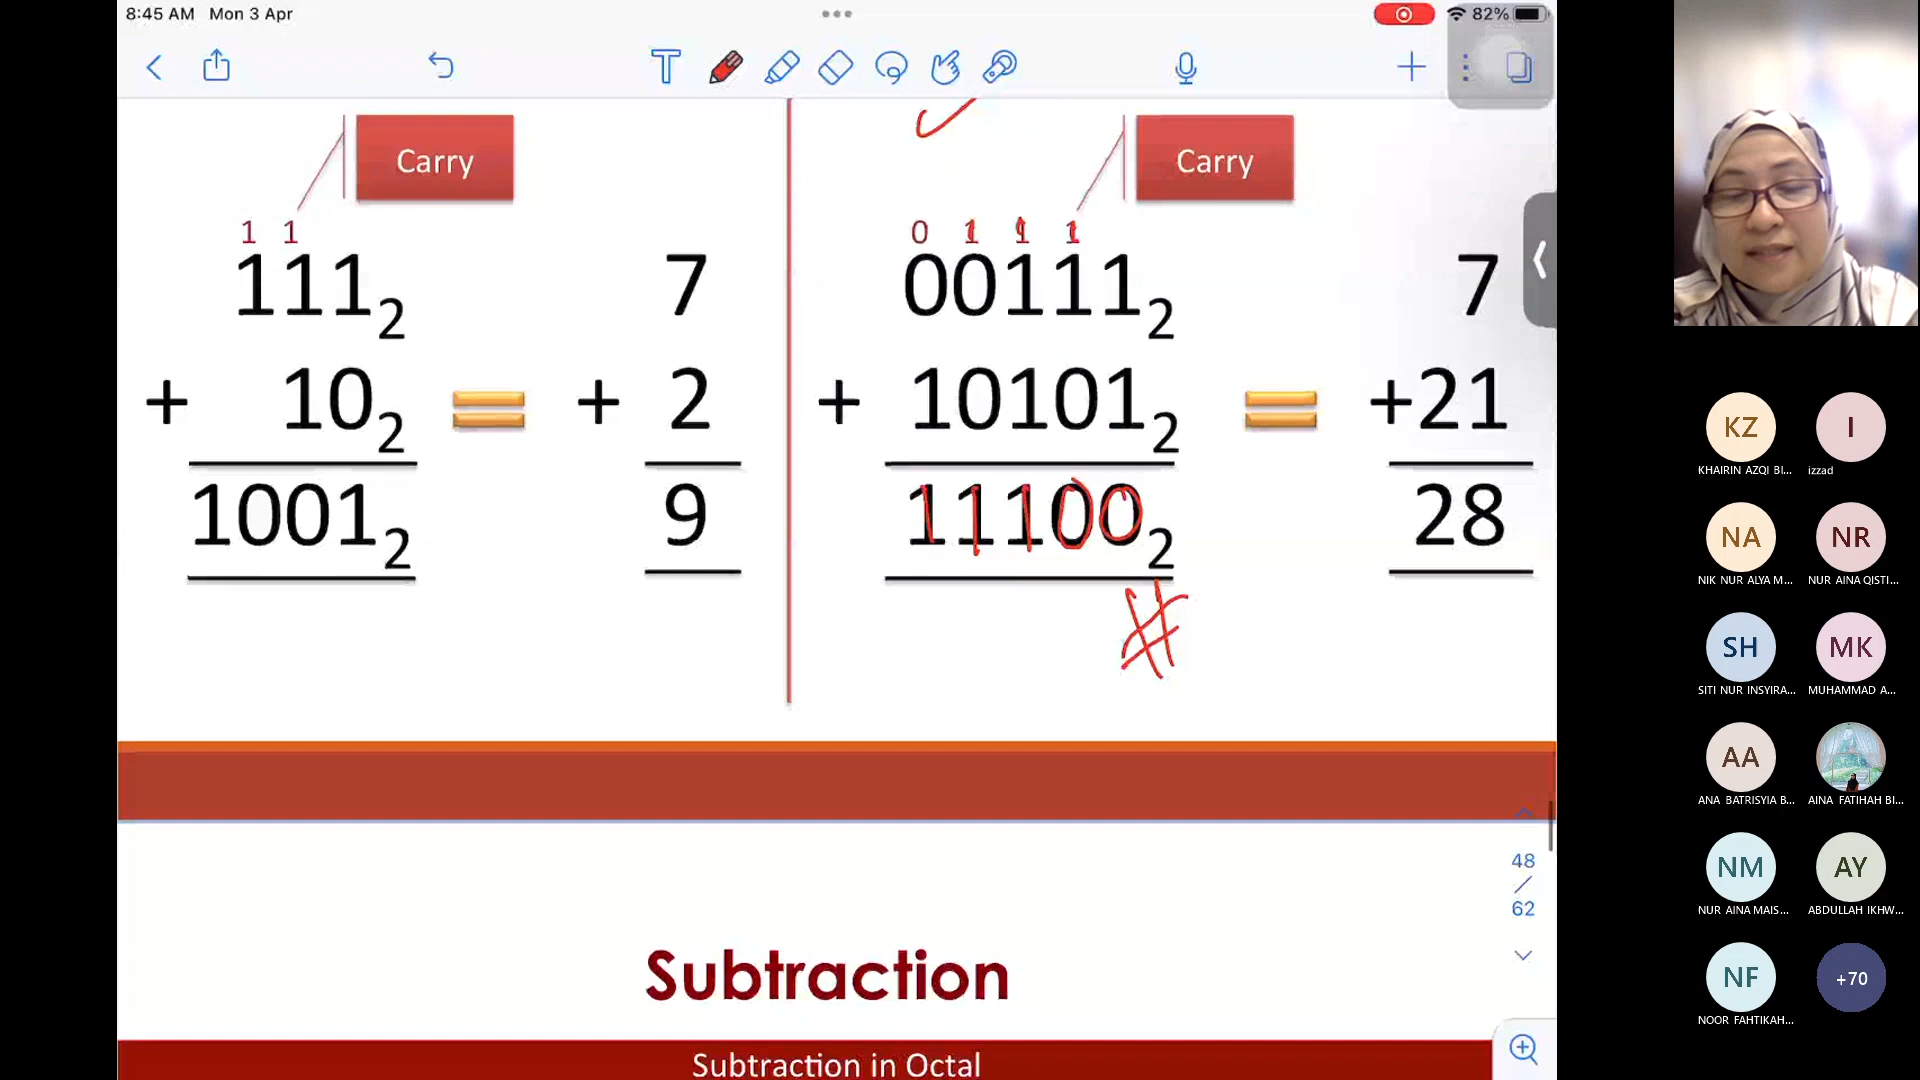 8:45 AM Mon 3 Apr
82%
T
Carry
Carry
1 1
0 1 1 1
111₂
7
00111₂
7
+ 10₂ = + 2
+ 10101₂ = +21
1001₂
9
11100₂
28
#
48
/
62
Subtraction
Subtraction in Octal
KZ
I
KHAIRIN AZQI BI...
izzad
NA
NR
NIK NUR ALYA M...
NUR AINA QISTI...
SH
MK
SITI NUR INSYIRA...
MUHAMMAD A...
AA
ANA BATRISYIA B...
AINA FATIHAH BI...
NM
AY
NUR AINA MAIS...
ABDULLAH IKHW...
NF
+70
NOOR FAHTIKAH...